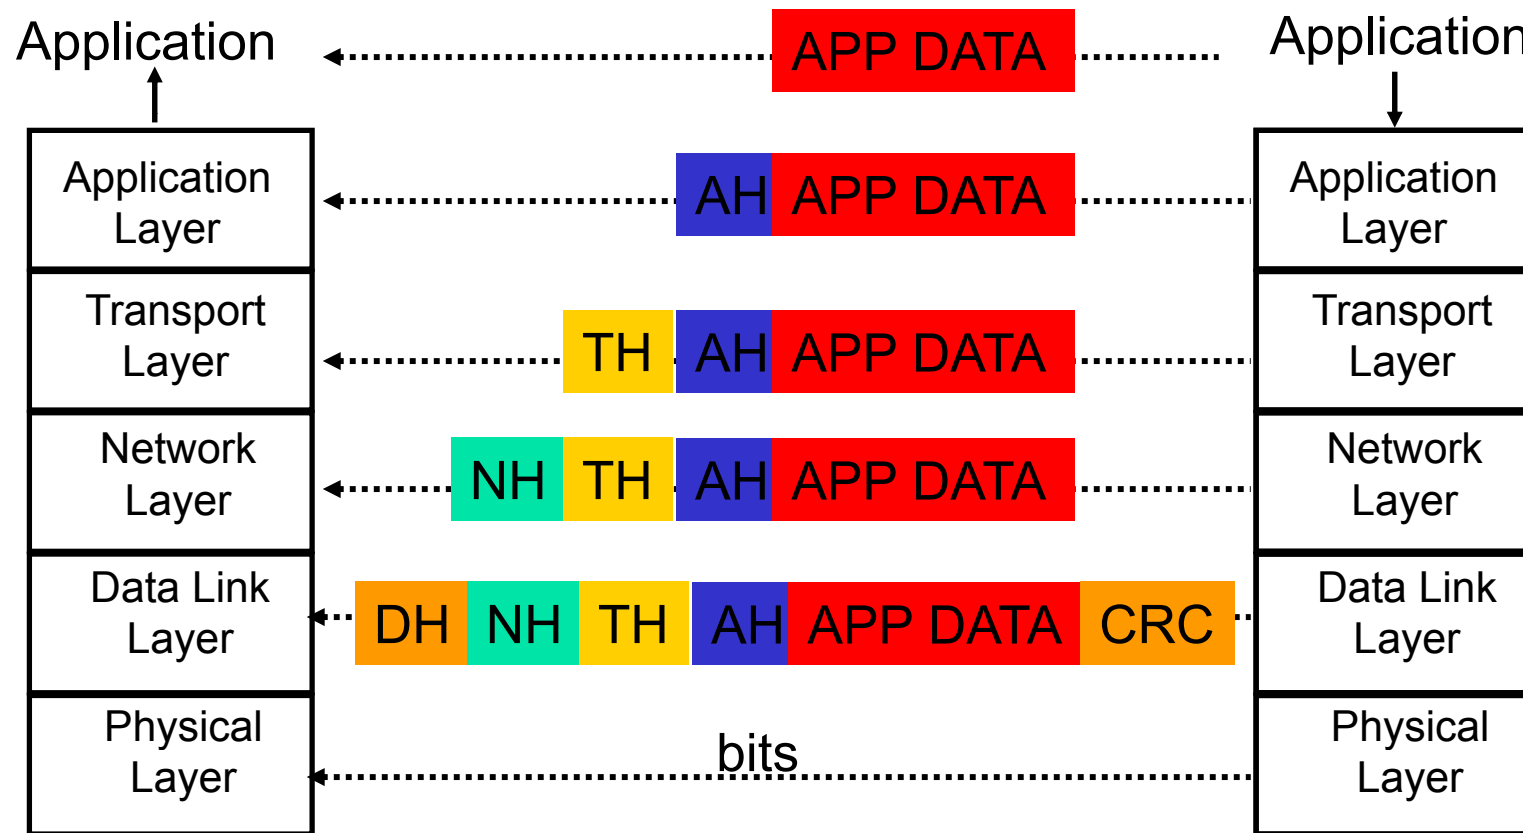 Application APP DATA Application
Application
Layer
AH APP DATA
Application
Layer
Transport
Layer
TH AH APP DATA
Transport
Layer
Network
Layer
NH TH AH APP DATA
Network
Layer
Data Link
Layer
DH NH TH AH APP DATA CRC
Data Link
Layer
Physical
Layer
bits
Physical
Layer